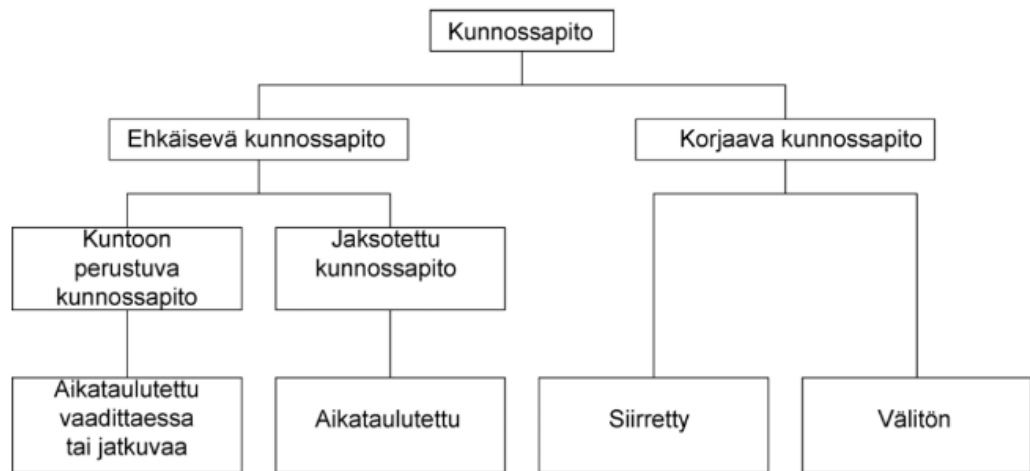 Kunnossapito
Ehkäisevä kunnossapito
Korjaava kunnossapito
Kuntoon
perustuva
kunnossapito
Jaksotettu
kunnossapito
Aikataulutettu
vaadittaessa
tai jatkuvaa
Aikataulutettu
Siirretty
Välitön